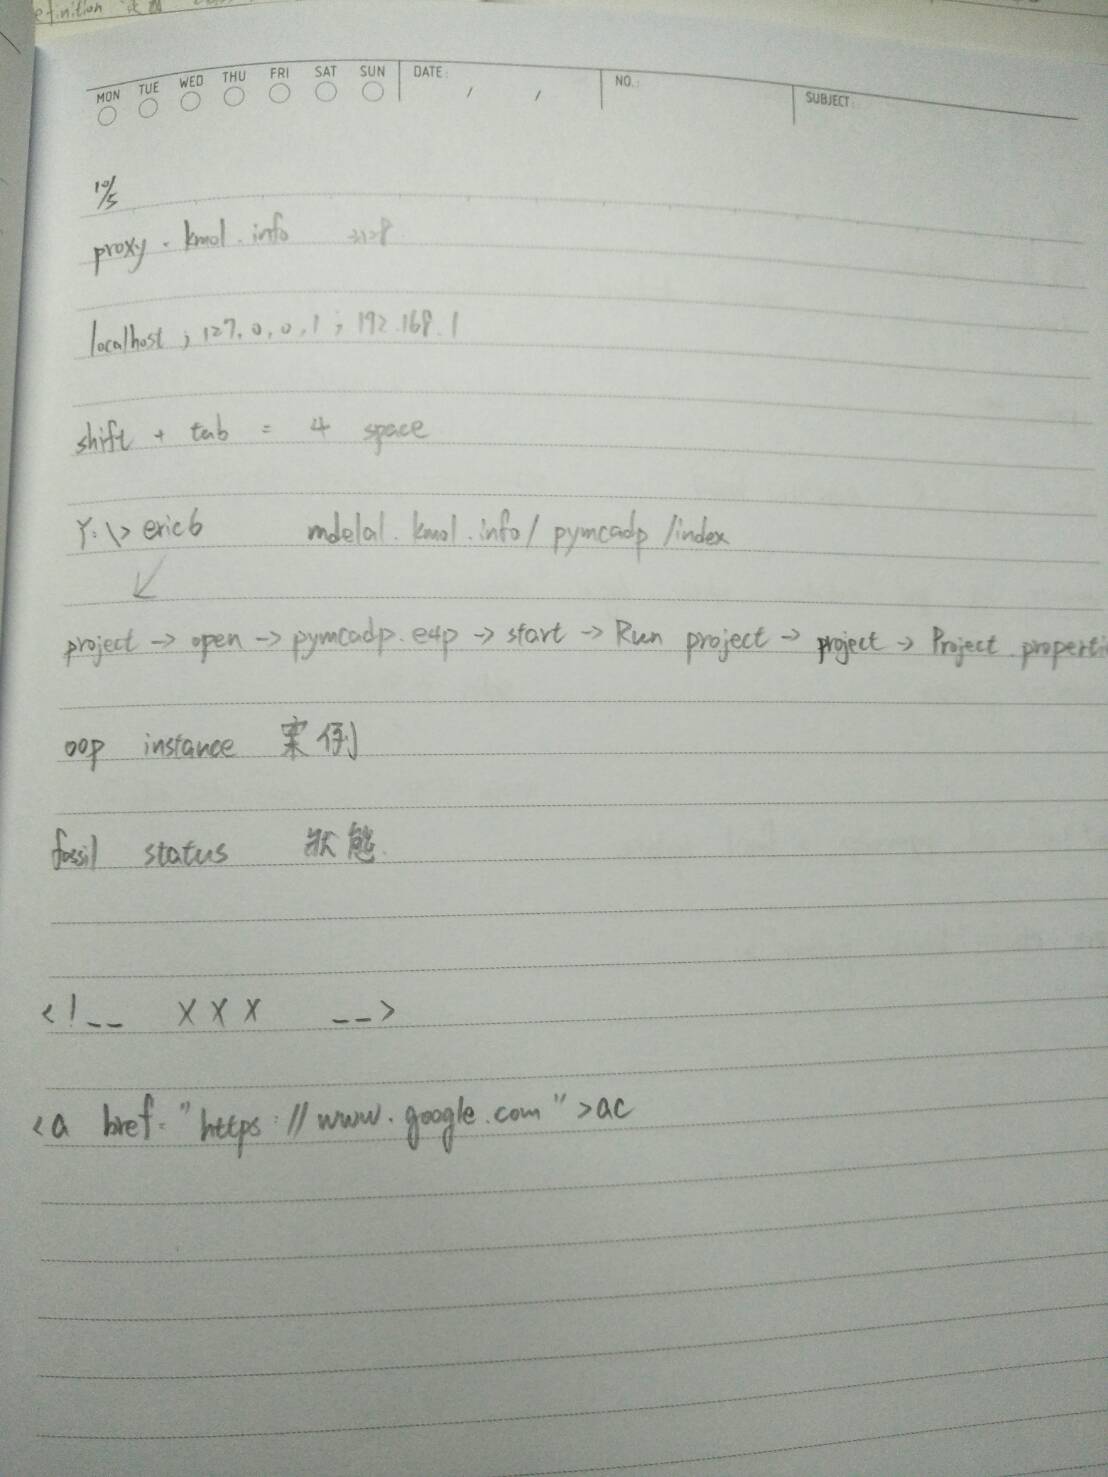 efinition 定義
MON TUE WED THU FRI SAT SUN DATE: / / NO.: SUBJECT:
10/5
proxy.kmol.info 3128
localhost ; 127.0.0.1 ; 192.168.1
shift + tab = 4 space
Y:\> eric6 mdelal.kmol.info/pymcadp/index
project → open → pymcadp.e4p → start → Run project → project → Project properti
oop instance 案例
fossil status 狀態
<!-- XXX -->
<a href="https://www.google.com">ac